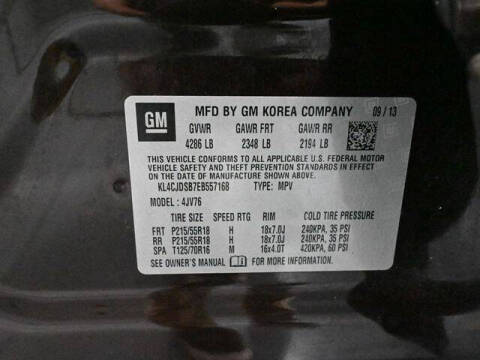 GM MFD BY GM KOREA COMPANY 09 / 13
GVWR GAWR FRT GAWR RR
4286 LB 2348 LB 2194 LB
THIS VEHICLE CONFORMS TO ALL APPLICABLE U.S. FEDERAL MOTOR
VEHICLE SAFETY AND THEFT PREVENTION STANDARDS IN EFFECT
ON THE DATE OF MANUFACTURE SHOWN ABOVE.
KL4CJDSB7EB557168 TYPE: MPV
MODEL: 4JV76
TIRE SIZE SPEED RTG RIM COLD TIRE PRESSURE
FRT P215/55R18 H 18x7.0J 240KPA, 35 PSI
RR P215/55R18 H 18x7.0J 240KPA, 35 PSI
SPA T125/70R16 M 16x4.0T 420KPA, 60 PSI
SEE OWNER'S MANUAL FOR MORE INFORMATION.